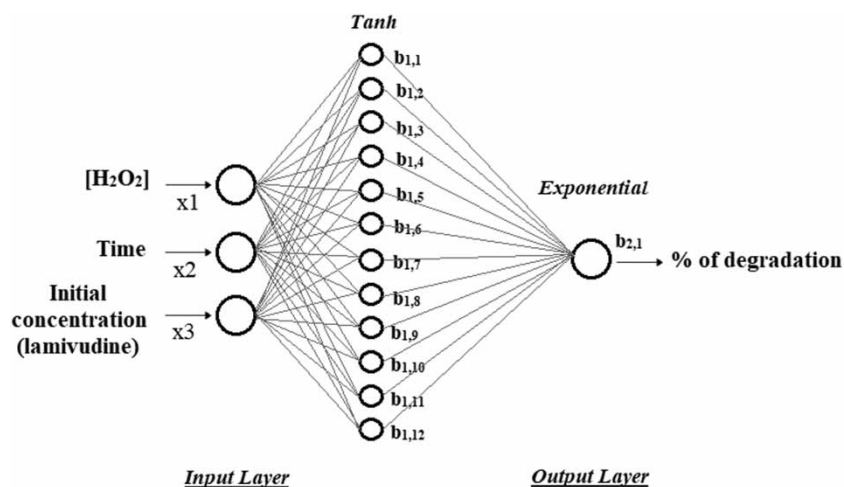 Tanh
b1,1
b1,2
b1,3
b1,4
b1,5
b1,6
b1,7
b1,8
b1,9
b1,10
b1,11
b1,12
[H2O2]
x1
Time
x2
Initial
concentration
(lamivudine)
x3
Exponential
b2,1
% of degradation
Input Layer
Output Layer